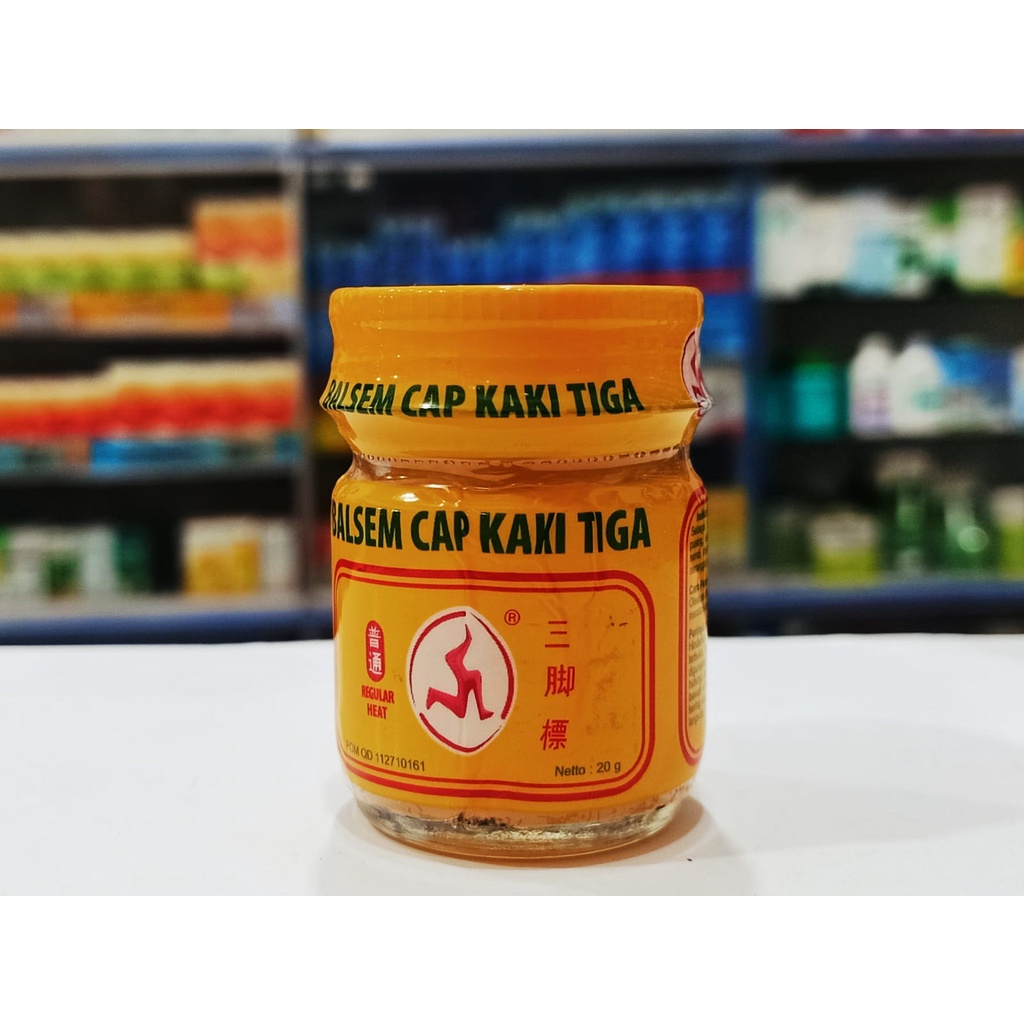 BALSEM CAP KAKI TIGA
BALSEM CAP KAKI TIGA
®
普通
REGULAR
HEAT
三脚標
POM QD 112710161
Netto : 20 g